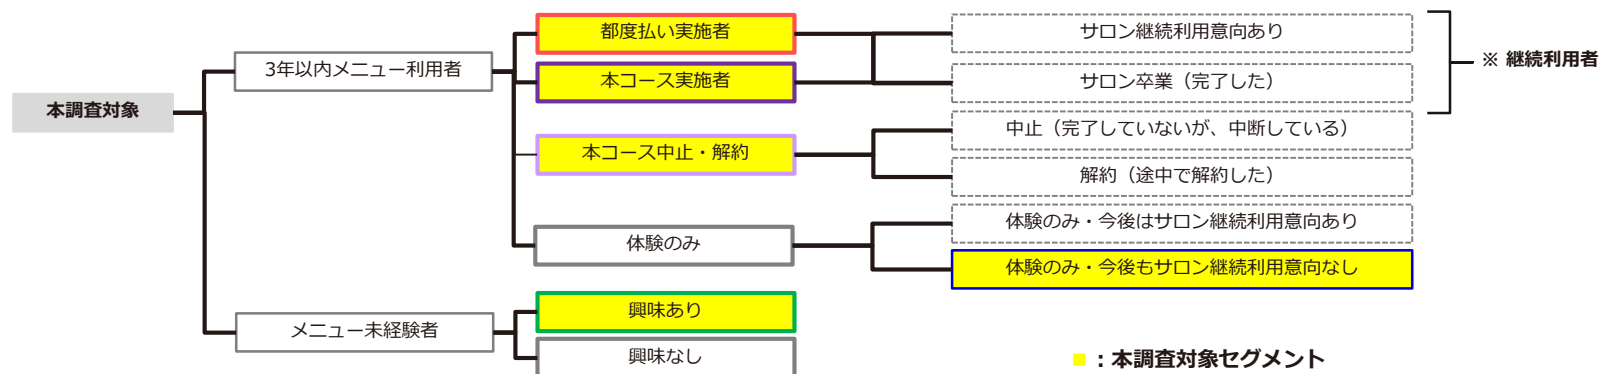 本調査対象
3年以内メニュー利用者
都度払い実施者
本コース実施者
サロン継続利用意向あり
サロン卒業（完了した）
※ 継続利用者
本コース中止・解約
中止（完了していないが、中断している）
解約（途中で解約した）
体験のみ
体験のみ・今後はサロン継続利用意向あり
体験のみ・今後もサロン継続利用意向なし
メニュー未経験者
興味あり
興味なし
：本調査対象セグメント